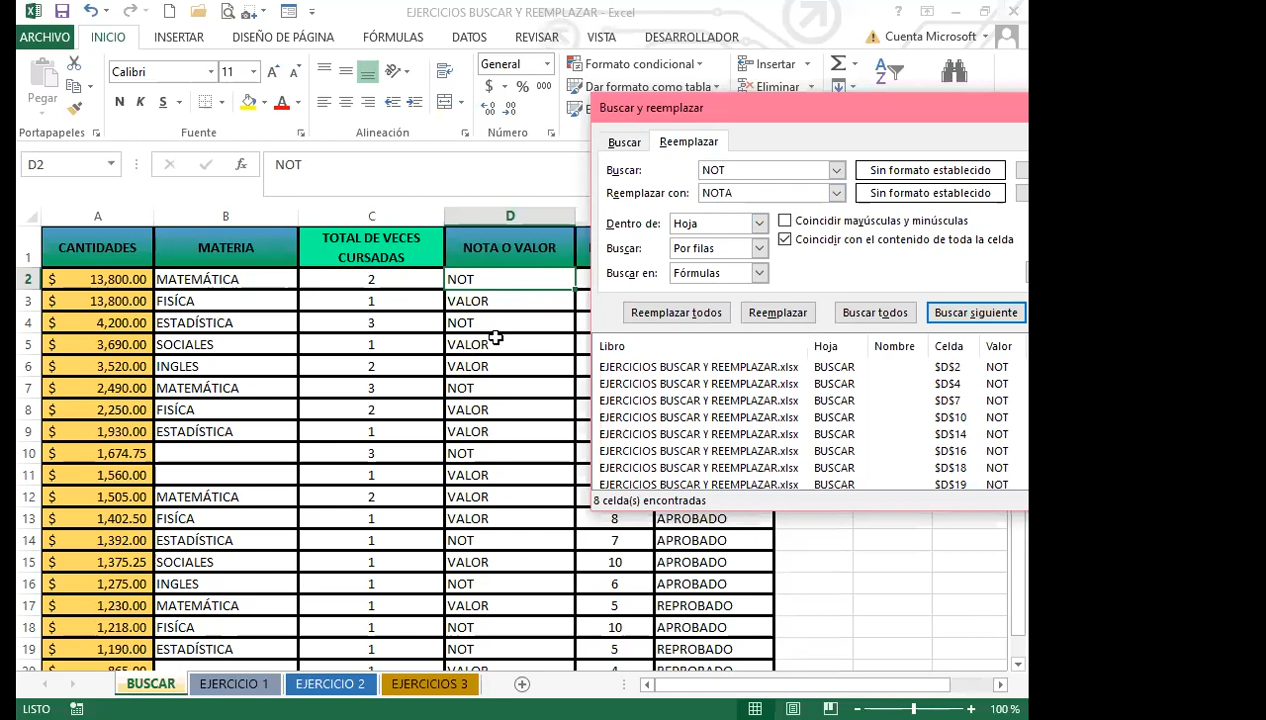 EJERCICIOS BUSCAR Y REEMPLAZAR - Excel
ARCHIVO INICIO INSERTAR DISEÑO DE PÁGINA FÓRMULAS DATOS REVISAR VISTA DESARROLLADOR Cuenta Microsoft
Pegar
Calibri 11
N K S
General
$ % 000
Formato condicional
Dar formato como tabla
Insertar
Eliminar
Portapapeles Fuente Alineación Número
D2 fx NOT
Buscar y reemplazar
Buscar Reemplazar
Buscar: NOT Sin formato establecido
Reemplazar con: NOTA Sin formato establecido
Dentro de: Hoja Coincidir mayúsculas y minúsculas
Buscar: Por filas Coincidir con el contenido de toda la celda
Buscar en: Fórmulas
Reemplazar todos Reemplazar Buscar todos Buscar siguiente
Libro Hoja Nombre Celda Valor
EJERCICIOS BUSCAR Y REEMPLAZAR.xlsx BUSCAR $D$2 NOT
EJERCICIOS BUSCAR Y REEMPLAZAR.xlsx BUSCAR $D$4 NOT
EJERCICIOS BUSCAR Y REEMPLAZAR.xlsx BUSCAR $D$7 NOT
EJERCICIOS BUSCAR Y REEMPLAZAR.xlsx BUSCAR $D$10 NOT
EJERCICIOS BUSCAR Y REEMPLAZAR.xlsx BUSCAR $D$14 NOT
EJERCICIOS BUSCAR Y REEMPLAZAR.xlsx BUSCAR $D$16 NOT
EJERCICIOS BUSCAR Y REEMPLAZAR.xlsx BUSCAR $D$18 NOT
EJERCICIOS BUSCAR Y REEMPLAZAR.xlsx BUSCAR $D$19 NOT
8 celda(s) encontradas
A B C D
1 CANTIDADES MATERIA TOTAL DE VECES CURSADAS NOTA O VALOR
2 $ 13,800.00 MATEMÁTICA 2 NOT
3 $ 13,800.00 FISÍCA 1 VALOR
4 $ 4,200.00 ESTADÍSTICA 3 NOT
5 $ 3,690.00 SOCIALES 1 VALOR
6 $ 3,520.00 INGLES 2 VALOR
7 $ 2,490.00 MATEMÁTICA 3 NOT
8 $ 2,250.00 FISÍCA 2 VALOR
9 $ 1,930.00 ESTADÍSTICA 1 VALOR
10 $ 1,674.75 3 NOT
11 $ 1,560.00 1 VALOR
12 $ 1,505.00 MATEMÁTICA 2 VALOR
13 $ 1,402.50 FISÍCA 1 VALOR 8 APROBADO
14 $ 1,392.00 ESTADÍSTICA 1 NOT 7 APROBADO
15 $ 1,375.25 SOCIALES 1 VALOR 10 APROBADO
16 $ 1,275.00 INGLES 1 NOT 6 APROBADO
17 $ 1,230.00 MATEMÁTICA 1 VALOR 5 REPROBADO
18 $ 1,218.00 FISÍCA 1 NOT 10 APROBADO
19 $ 1,190.00 ESTADÍSTICA 1 NOT 5 REPROBADO
BUSCAR EJERCICIO 1 EJERCICIO 2 EJERCICIOS 3
LISTO 100 %